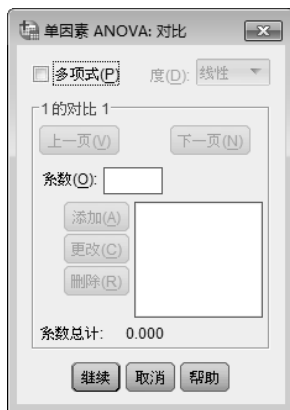 单因素 ANOVA: 对比
多项式(P) 度(D): 线性
1 的对比 1
上一页(V) 下一页(N)
系数(O):
添加(A)
更改(C)
删除(R)
系数总计: 0.000
继续 取消 帮助